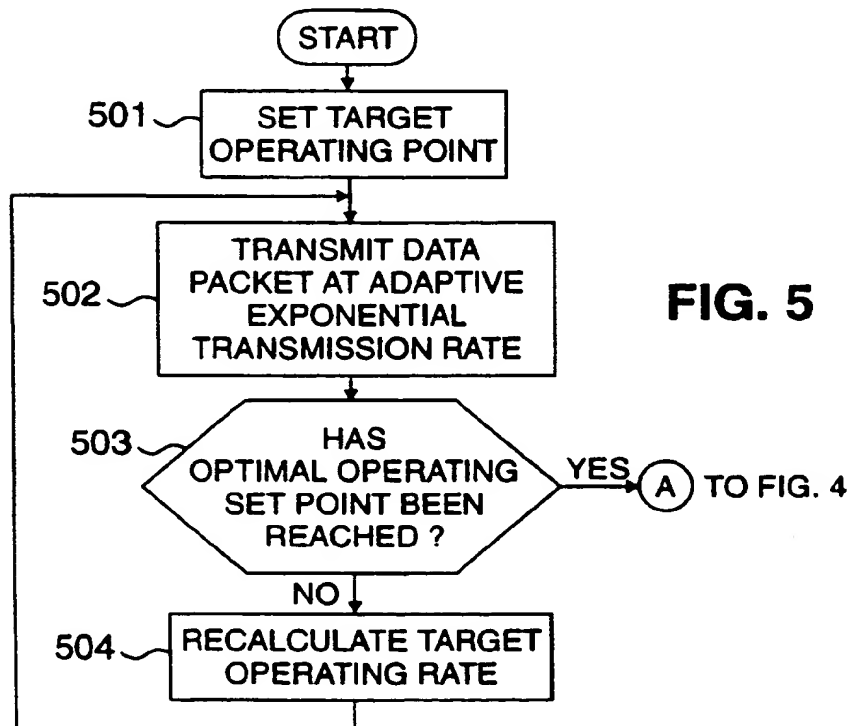 START
501
SET TARGET
OPERATING POINT
502
TRANSMIT DATA
PACKET AT ADAPTIVE
EXPONENTIAL
TRANSMISSION RATE
FIG. 5
503
HAS
OPTIMAL OPERATING
SET POINT BEEN
REACHED ?
YES
A TO FIG. 4
NO
504
RECALCULATE TARGET
OPERATING RATE